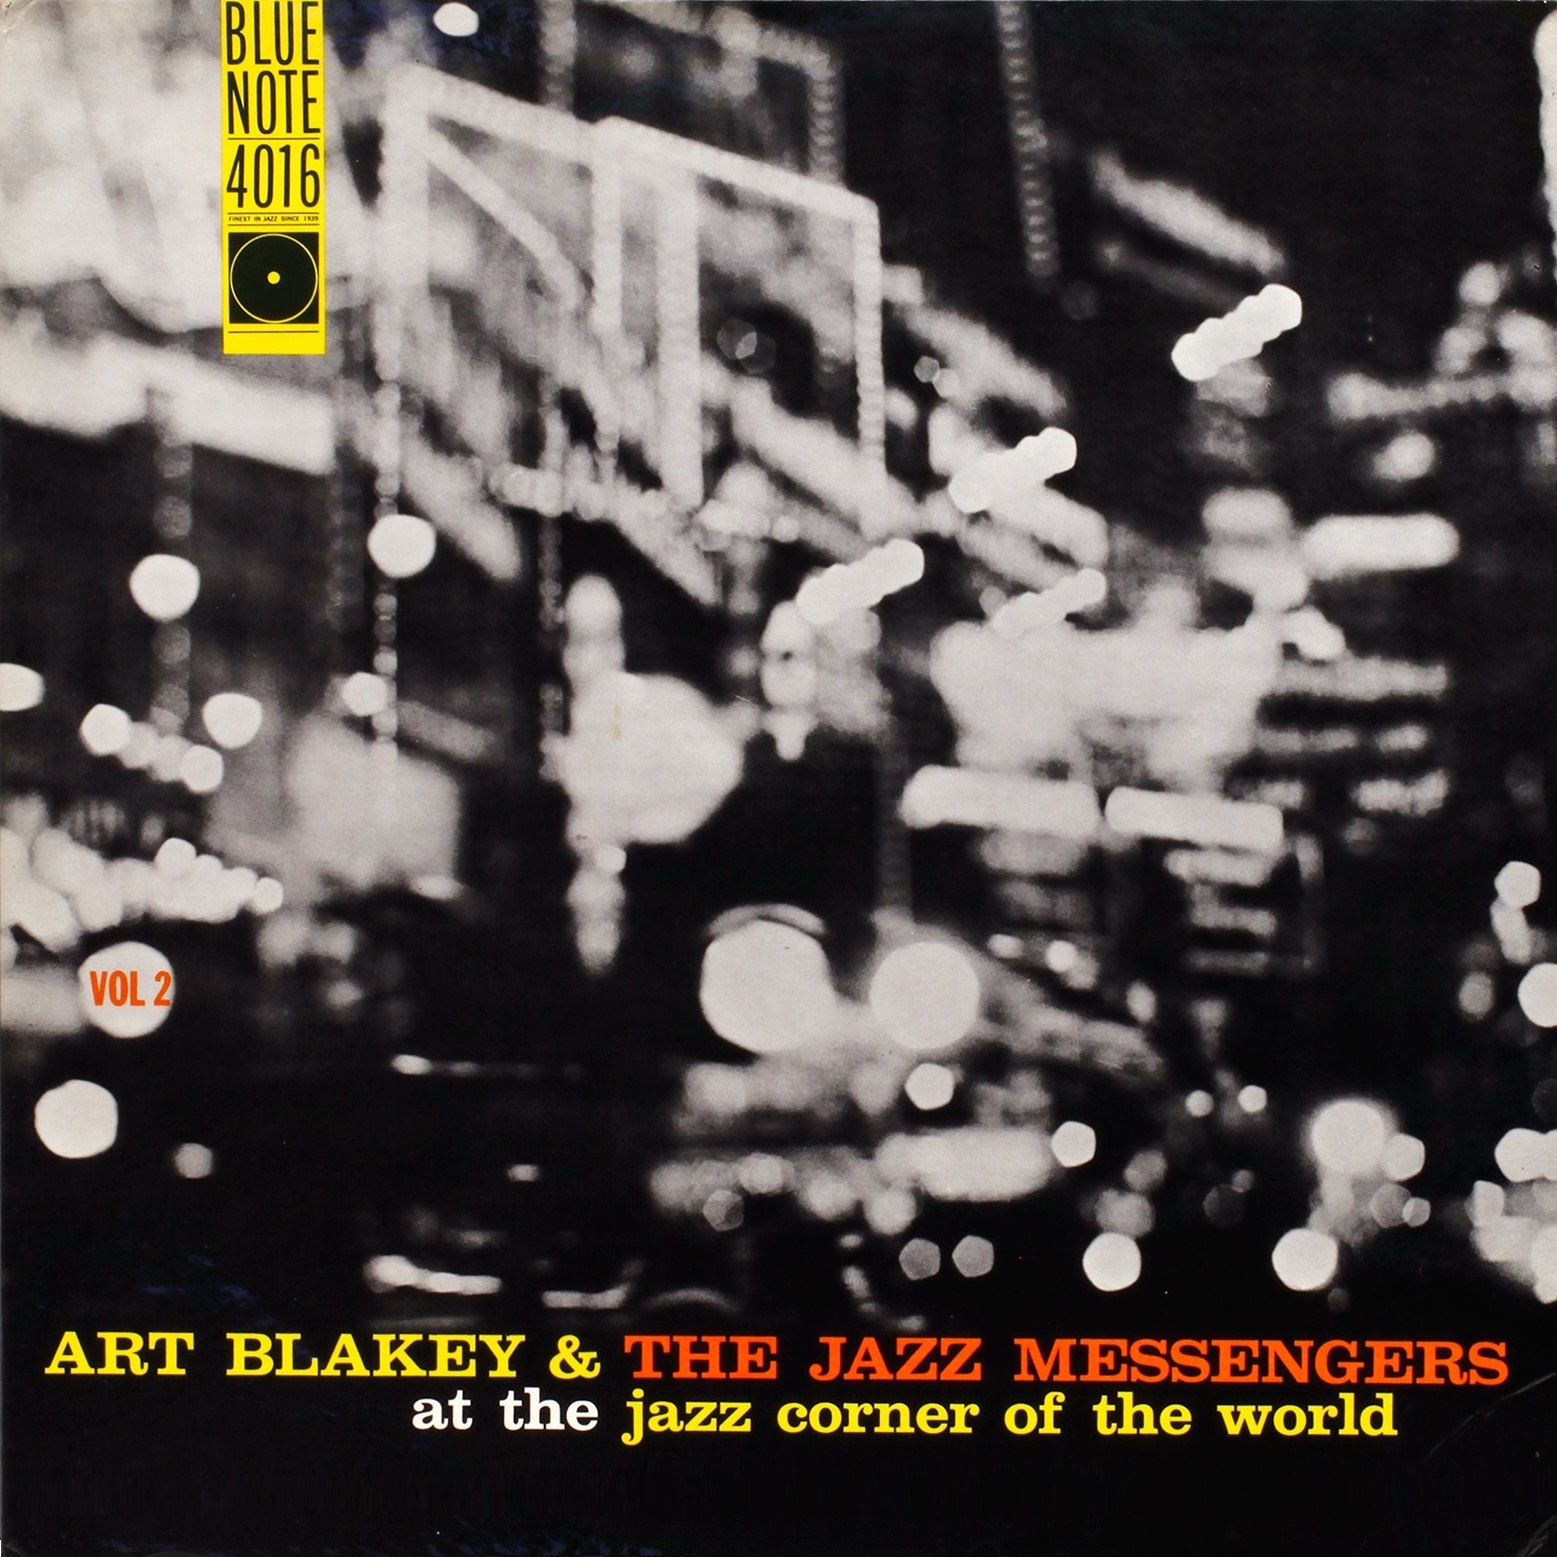 BLUE
NOTE
4016
FINEST IN JAZZ SINCE 1939
VOL 2
ART BLAKEY & THE JAZZ MESSENGERS
at the jazz corner of the world